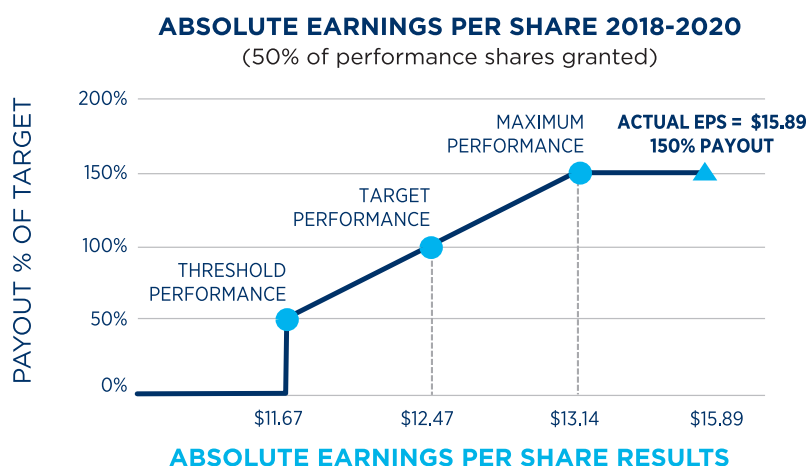 ABSOLUTE EARNINGS PER SHARE 2018-2020
(50% of performance shares granted)
PAYOUT % OF TARGET
200%
150%
100%
50%
0%
MAXIMUM
PERFORMANCE
ACTUAL EPS = $15.89
150% PAYOUT
TARGET
PERFORMANCE
THRESHOLD
PERFORMANCE
$11.67
$12.47
$13.14
$15.89
ABSOLUTE EARNINGS PER SHARE RESULTS